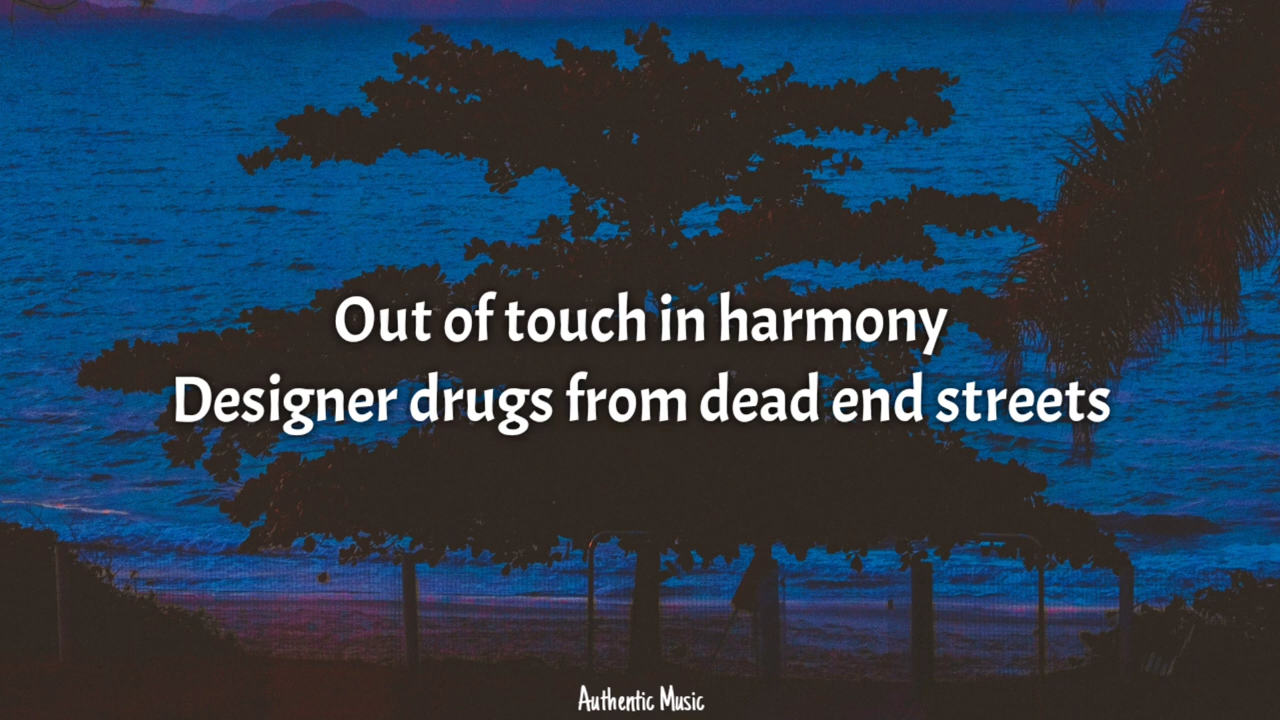 Out of touch in harmony
Designer drugs from dead end streets
Authentic Music